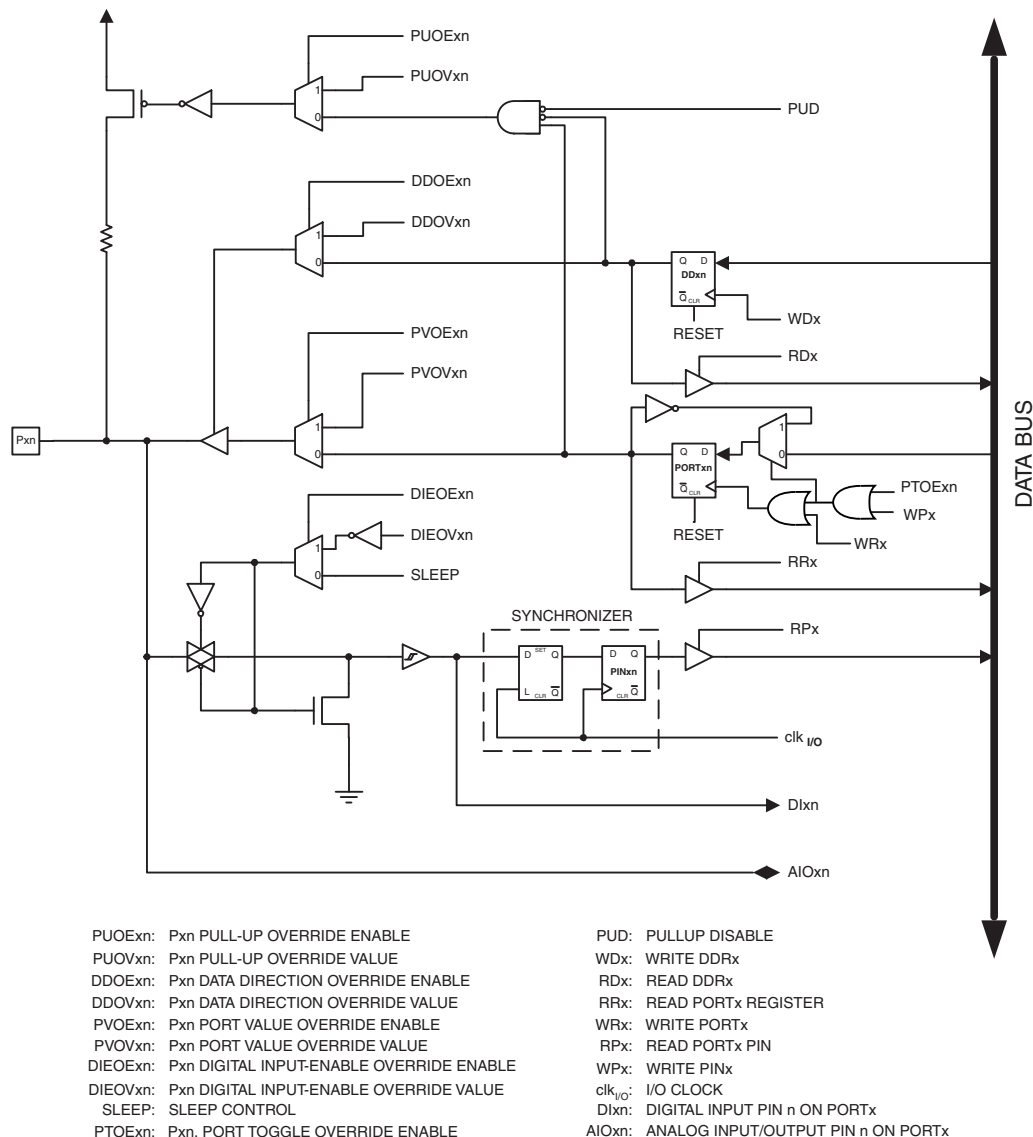 PUOExn
PUOVxn
1
0
PUD
DDOExn
DDOVxn
1
0
Q D
DDxn
Q CLR
WDx
RESET
PVOExn
RDx
PVOVxn
Pxn
1
0
1
0
Q D
PORTxn
Q CLR
PTOExn
WPx
RESET
WRx
DIEOExn
DIEOVxn
1
0
SLEEP
RRx
SYNCHRONIZER
RPx
D SET Q
L CLR Q
D Q
PINxn
CLR Q
clk I/O
DIxn
AIOxn
DATA BUS
PUOExn: Pxn PULL-UP OVERRIDE ENABLE
PUOVxn: Pxn PULL-UP OVERRIDE VALUE
DDOExn: Pxn DATA DIRECTION OVERRIDE ENABLE
DDOVxn: Pxn DATA DIRECTION OVERRIDE VALUE
PVOExn: Pxn PORT VALUE OVERRIDE ENABLE
PVOVxn: Pxn PORT VALUE OVERRIDE VALUE
DIEOExn: Pxn DIGITAL INPUT-ENABLE OVERRIDE ENABLE
DIEOVxn: Pxn DIGITAL INPUT-ENABLE OVERRIDE VALUE
SLEEP: SLEEP CONTROL
PTOExn: Pxn, PORT TOGGLE OVERRIDE ENABLE
PUD: PULLUP DISABLE
WDx: WRITE DDRx
RDx: READ DDRx
RRx: READ PORTx REGISTER
WRx: WRITE PORTx
RPx: READ PORTx PIN
WPx: WRITE PINx
clkI/O: I/O CLOCK
DIxn: DIGITAL INPUT PIN n ON PORTx
AIOxn: ANALOG INPUT/OUTPUT PIN n ON PORTx